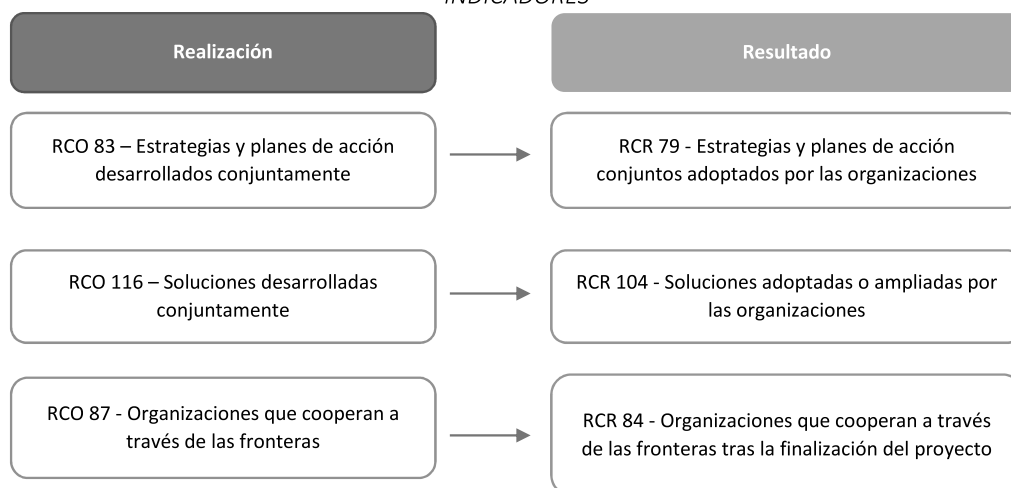 INDICADORES
Realización
Resultado
RCO 83 – Estrategias y planes de acción
desarrollados conjuntamente
RCR 79 - Estrategias y planes de acción
conjuntos adoptados por las organizaciones
RCO 116 – Soluciones desarrolladas
conjuntamente
RCR 104 - Soluciones adoptadas o ampliadas por
las organizaciones
RCO 87 - Organizaciones que cooperan a
través de las fronteras
RCR 84 - Organizaciones que cooperan a través
de las fronteras tras la finalización del proyecto